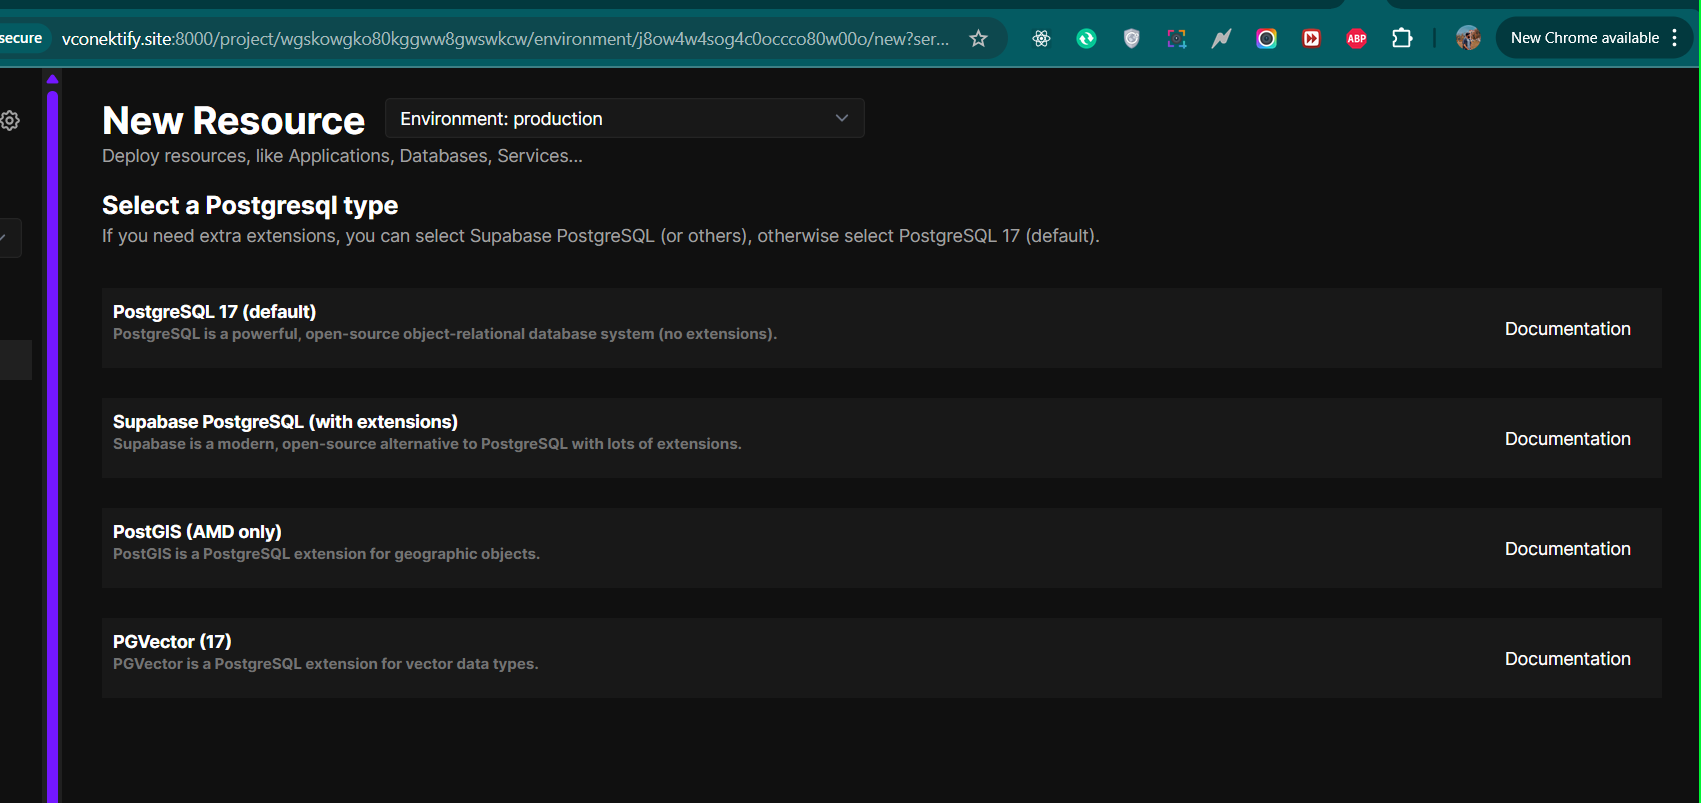 secure
vconektify.site:8000/project/wgskowgko80kggww8gwswkcw/environment/j8ow4w4sog4c0occco80w00o/new?ser...
ABP
New Chrome available
New Resource
Environment: production
Deploy resources, like Applications, Databases, Services...
Select a Postgresql type
If you need extra extensions, you can select Supabase PostgreSQL (or others), otherwise select PostgreSQL 17 (default).
PostgreSQL 17 (default)
PostgreSQL is a powerful, open-source object-relational database system (no extensions).
Documentation
Supabase PostgreSQL (with extensions)
Supabase is a modern, open-source alternative to PostgreSQL with lots of extensions.
Documentation
PostGIS (AMD only)
PostGIS is a PostgreSQL extension for geographic objects.
Documentation
PGVector (17)
PGVector is a PostgreSQL extension for vector data types.
Documentation